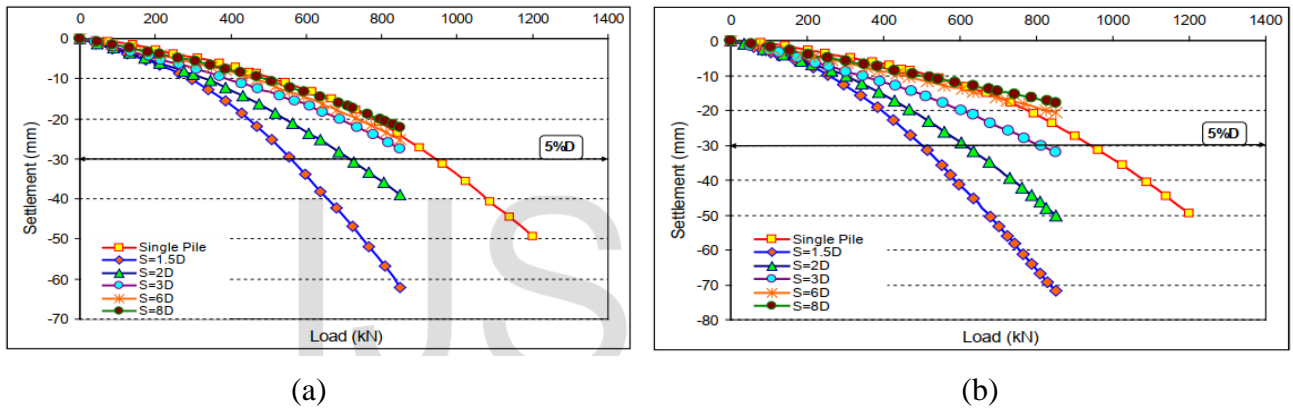 0 200 400 600 800 1000 1200 1400
0
-10
-20
-30
-40
-50
-60
-70
Settlement (mm)
5%D
Single Pile
S=1.5D
S=2D
S=3D
S=6D
S=8D
Load (kN)
(a)
0 200 400 600 800 1000 1200 1400
0
-10
-20
-30
-40
-50
-60
-70
-80
Settlement (mm)
5%D
Single Pile
S=1.5D
S=2D
S=3D
S=6D
S=8D
Load (kN)
(b)
IJS